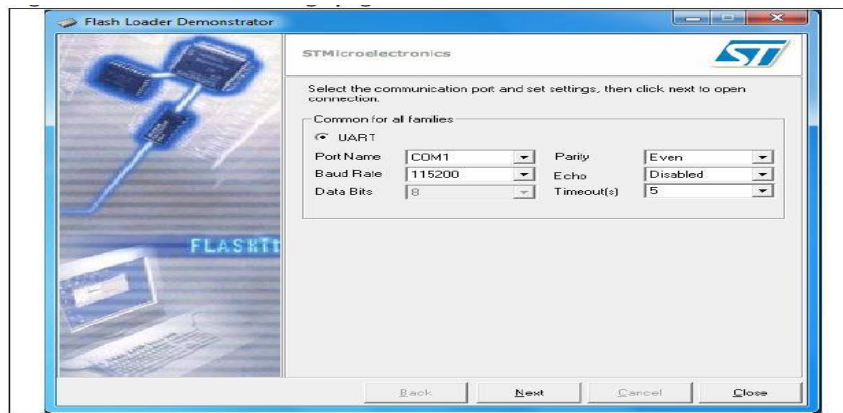 Flash Loader Demonstrator
STMicroelectronics
ST
Select the communication port and set settings, then click next to open
connection.
Common for all families
UART
Port Name COM1 Parity Even
Baud Rate 115200 Echo Disabled
Data Bits 8 Timeout(s) 5
Back Next Cancel Close